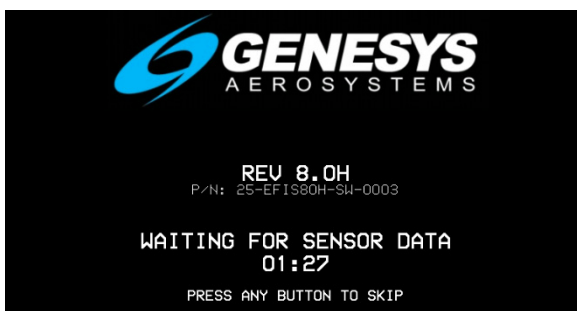 GENESYS
AEROSYSTEMS
REV 8.0H
P/N: 25-EFIS80H-SW-0003
WAITING FOR SENSOR DATA
01:27
PRESS ANY BUTTON TO SKIP